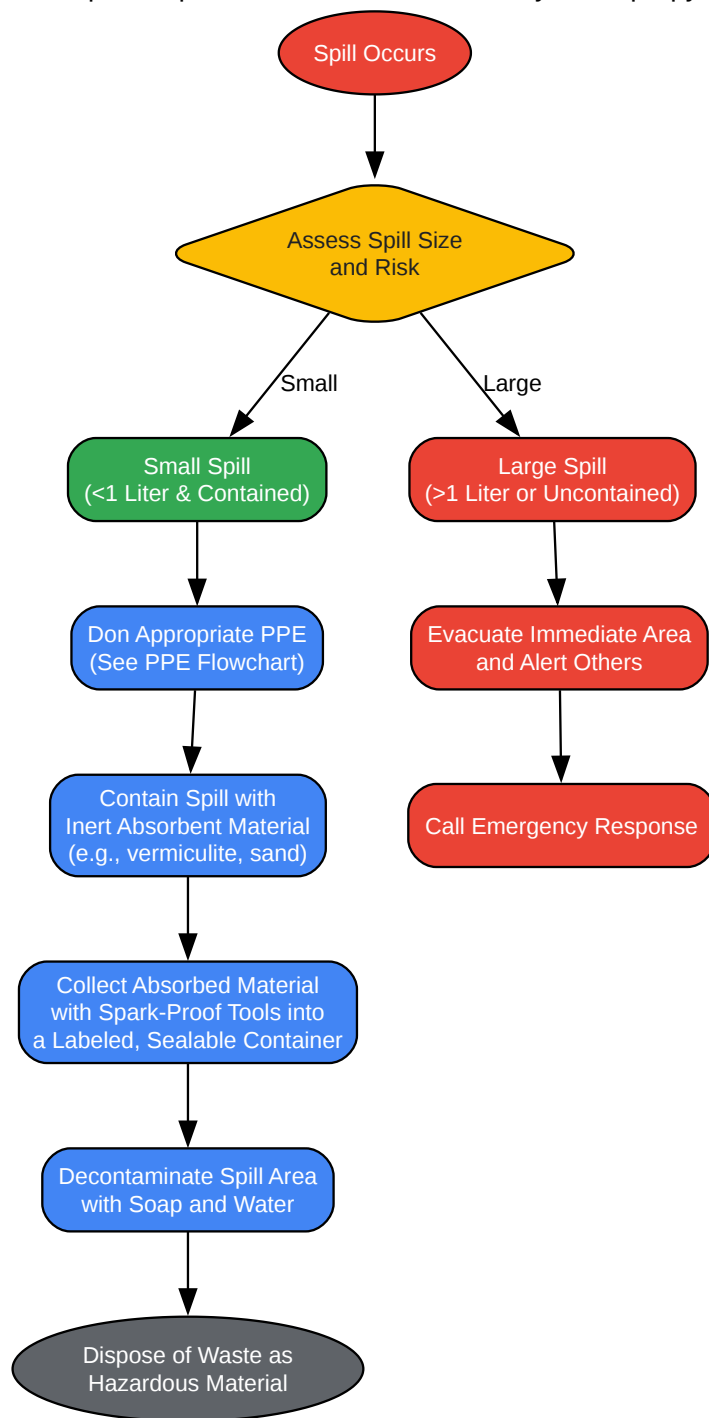 Spill Occurs
Assess Spill Size
and Risk
Small
Large
Small Spill
(<1 Liter & Contained)
Large Spill
(>1 Liter or Uncontained)
Don Appropriate PPE
(See PPE Flowchart)
Evacuate Immediate Area
and Alert Others
Contain Spill with
Inert Absorbent Material
(e.g., vermiculite, sand)
Call Emergency Response
Collect Absorbed Material
with Spark-Proof Tools into
a Labeled, Sealable Container
Decontaminate Spill Area
with Soap and Water
Dispose of Waste as
Hazardous Material